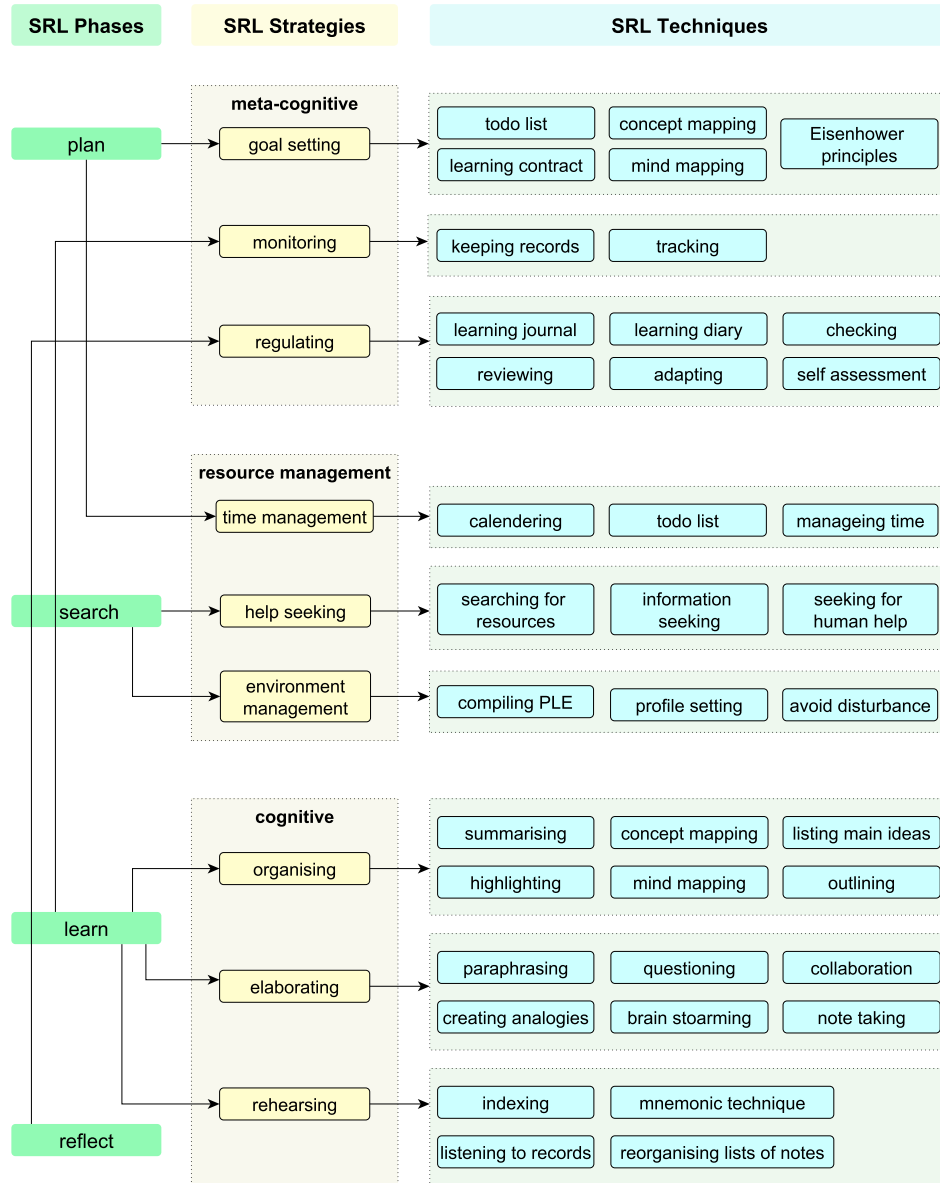 SRL Phases
SRL Strategies
SRL Techniques
meta-cognitive
plan
goal setting
todo list
concept mapping
Eisenhower
principles
learning contract
mind mapping
monitoring
keeping records
tracking
regulating
learning journal
learning diary
checking
reviewing
adapting
self assessment
resource management
time management
calendering
todo list
manageing time
search
help seeking
searching for
resources
information
seeking
seeking for
human help
environment
management
compiling PLE
profile setting
avoid disturbance
cognitive
organising
summarising
concept mapping
listing main ideas
highlighting
mind mapping
outlining
learn
elaborating
paraphrasing
questioning
collaboration
creating analogies
brain stoarming
note taking
rehearsing
indexing
mnemonic technique
reflect
listening to records
reorganising lists of notes